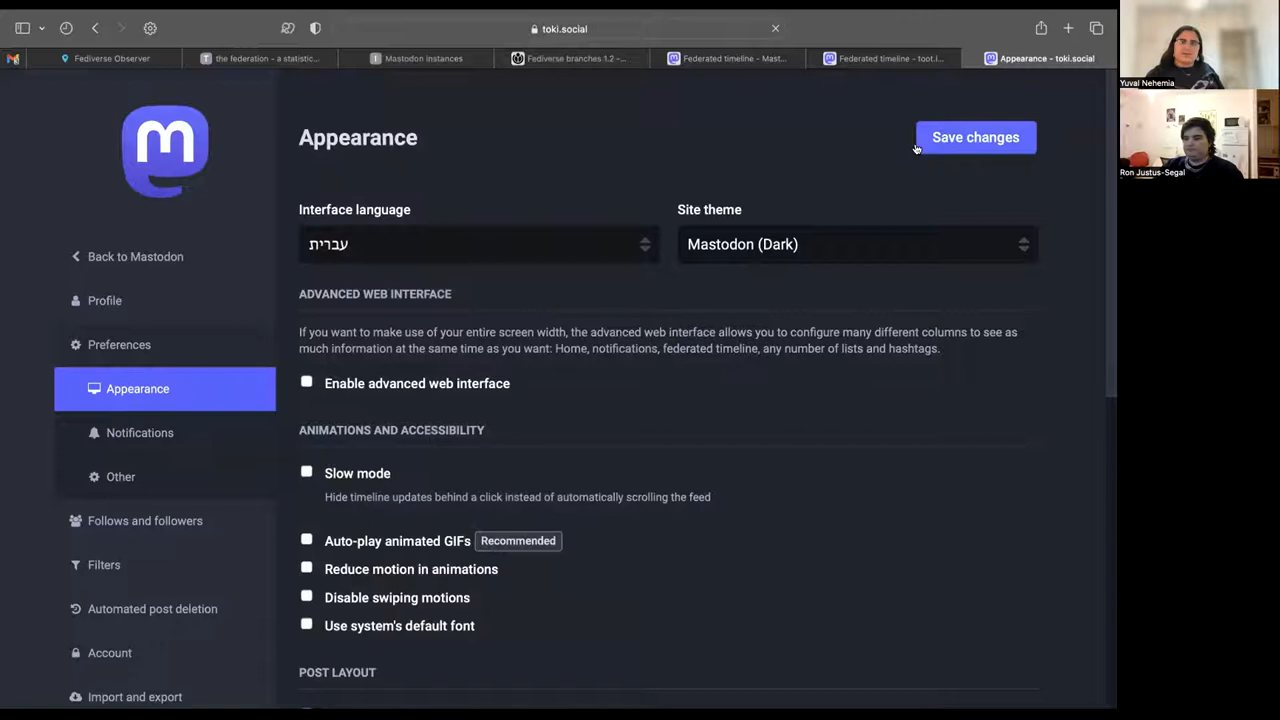 toki.social
Fediverse Observer
the federation - a statistic...
Mastodon instances
Fediverse branches 1.2 -...
Federated timeline - Mast...
Federated timeline - toot.i...
Appearance - toki.social
Yuval Nehemia
Ron Justus-Segal
Appearance
Save changes
Interface language
Site theme
עברית
Mastodon (Dark)
Back to Mastodon
Profile
Preferences
Appearance
Notifications
Other
Follows and followers
Filters
Automated post deletion
Account
Import and export
ADVANCED WEB INTERFACE
If you want to make use of your entire screen width, the advanced web interface allows you to configure many different columns to see as
much information at the same time as you want: Home, notifications, federated timeline, any number of lists and hashtags.
Enable advanced web interface
ANIMATIONS AND ACCESSIBILITY
Slow mode
Hide timeline updates behind a click instead of automatically scrolling the feed
Auto-play animated GIFs Recommended
Reduce motion in animations
Disable swiping motions
Use system's default font
POST LAYOUT